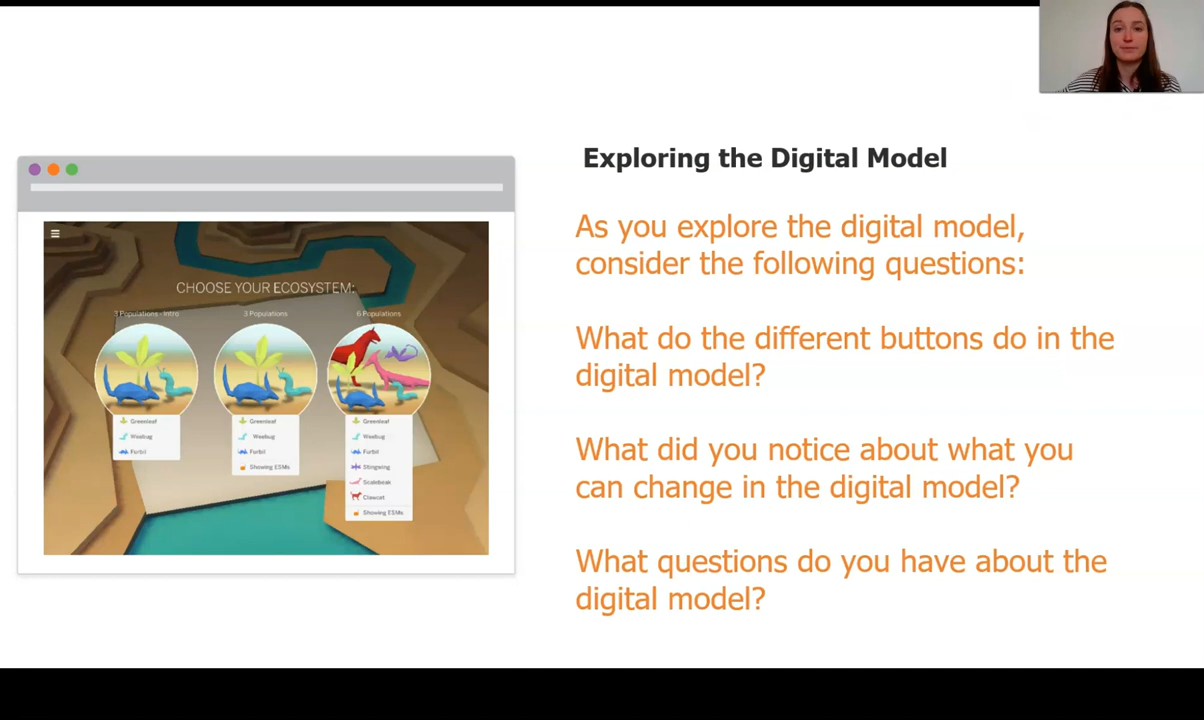 Exploring the Digital Model
As you explore the digital model,
consider the following questions:
What do the different buttons do in the
digital model?
What did you notice about what you
can change in the digital model?
What questions do you have about the
digital model?
CHOOSE YOUR ECOSYSTEM:
3 Populations - Intro
Greenleaf
Weebug
Furbil
3 Populations
Greenleaf
Weebug
Furbil
Showing ESMs
6 Populations
Greenleaf
Weebug
Furbil
Stingwing
Scalebeak
Clawcat
Showing ESMs